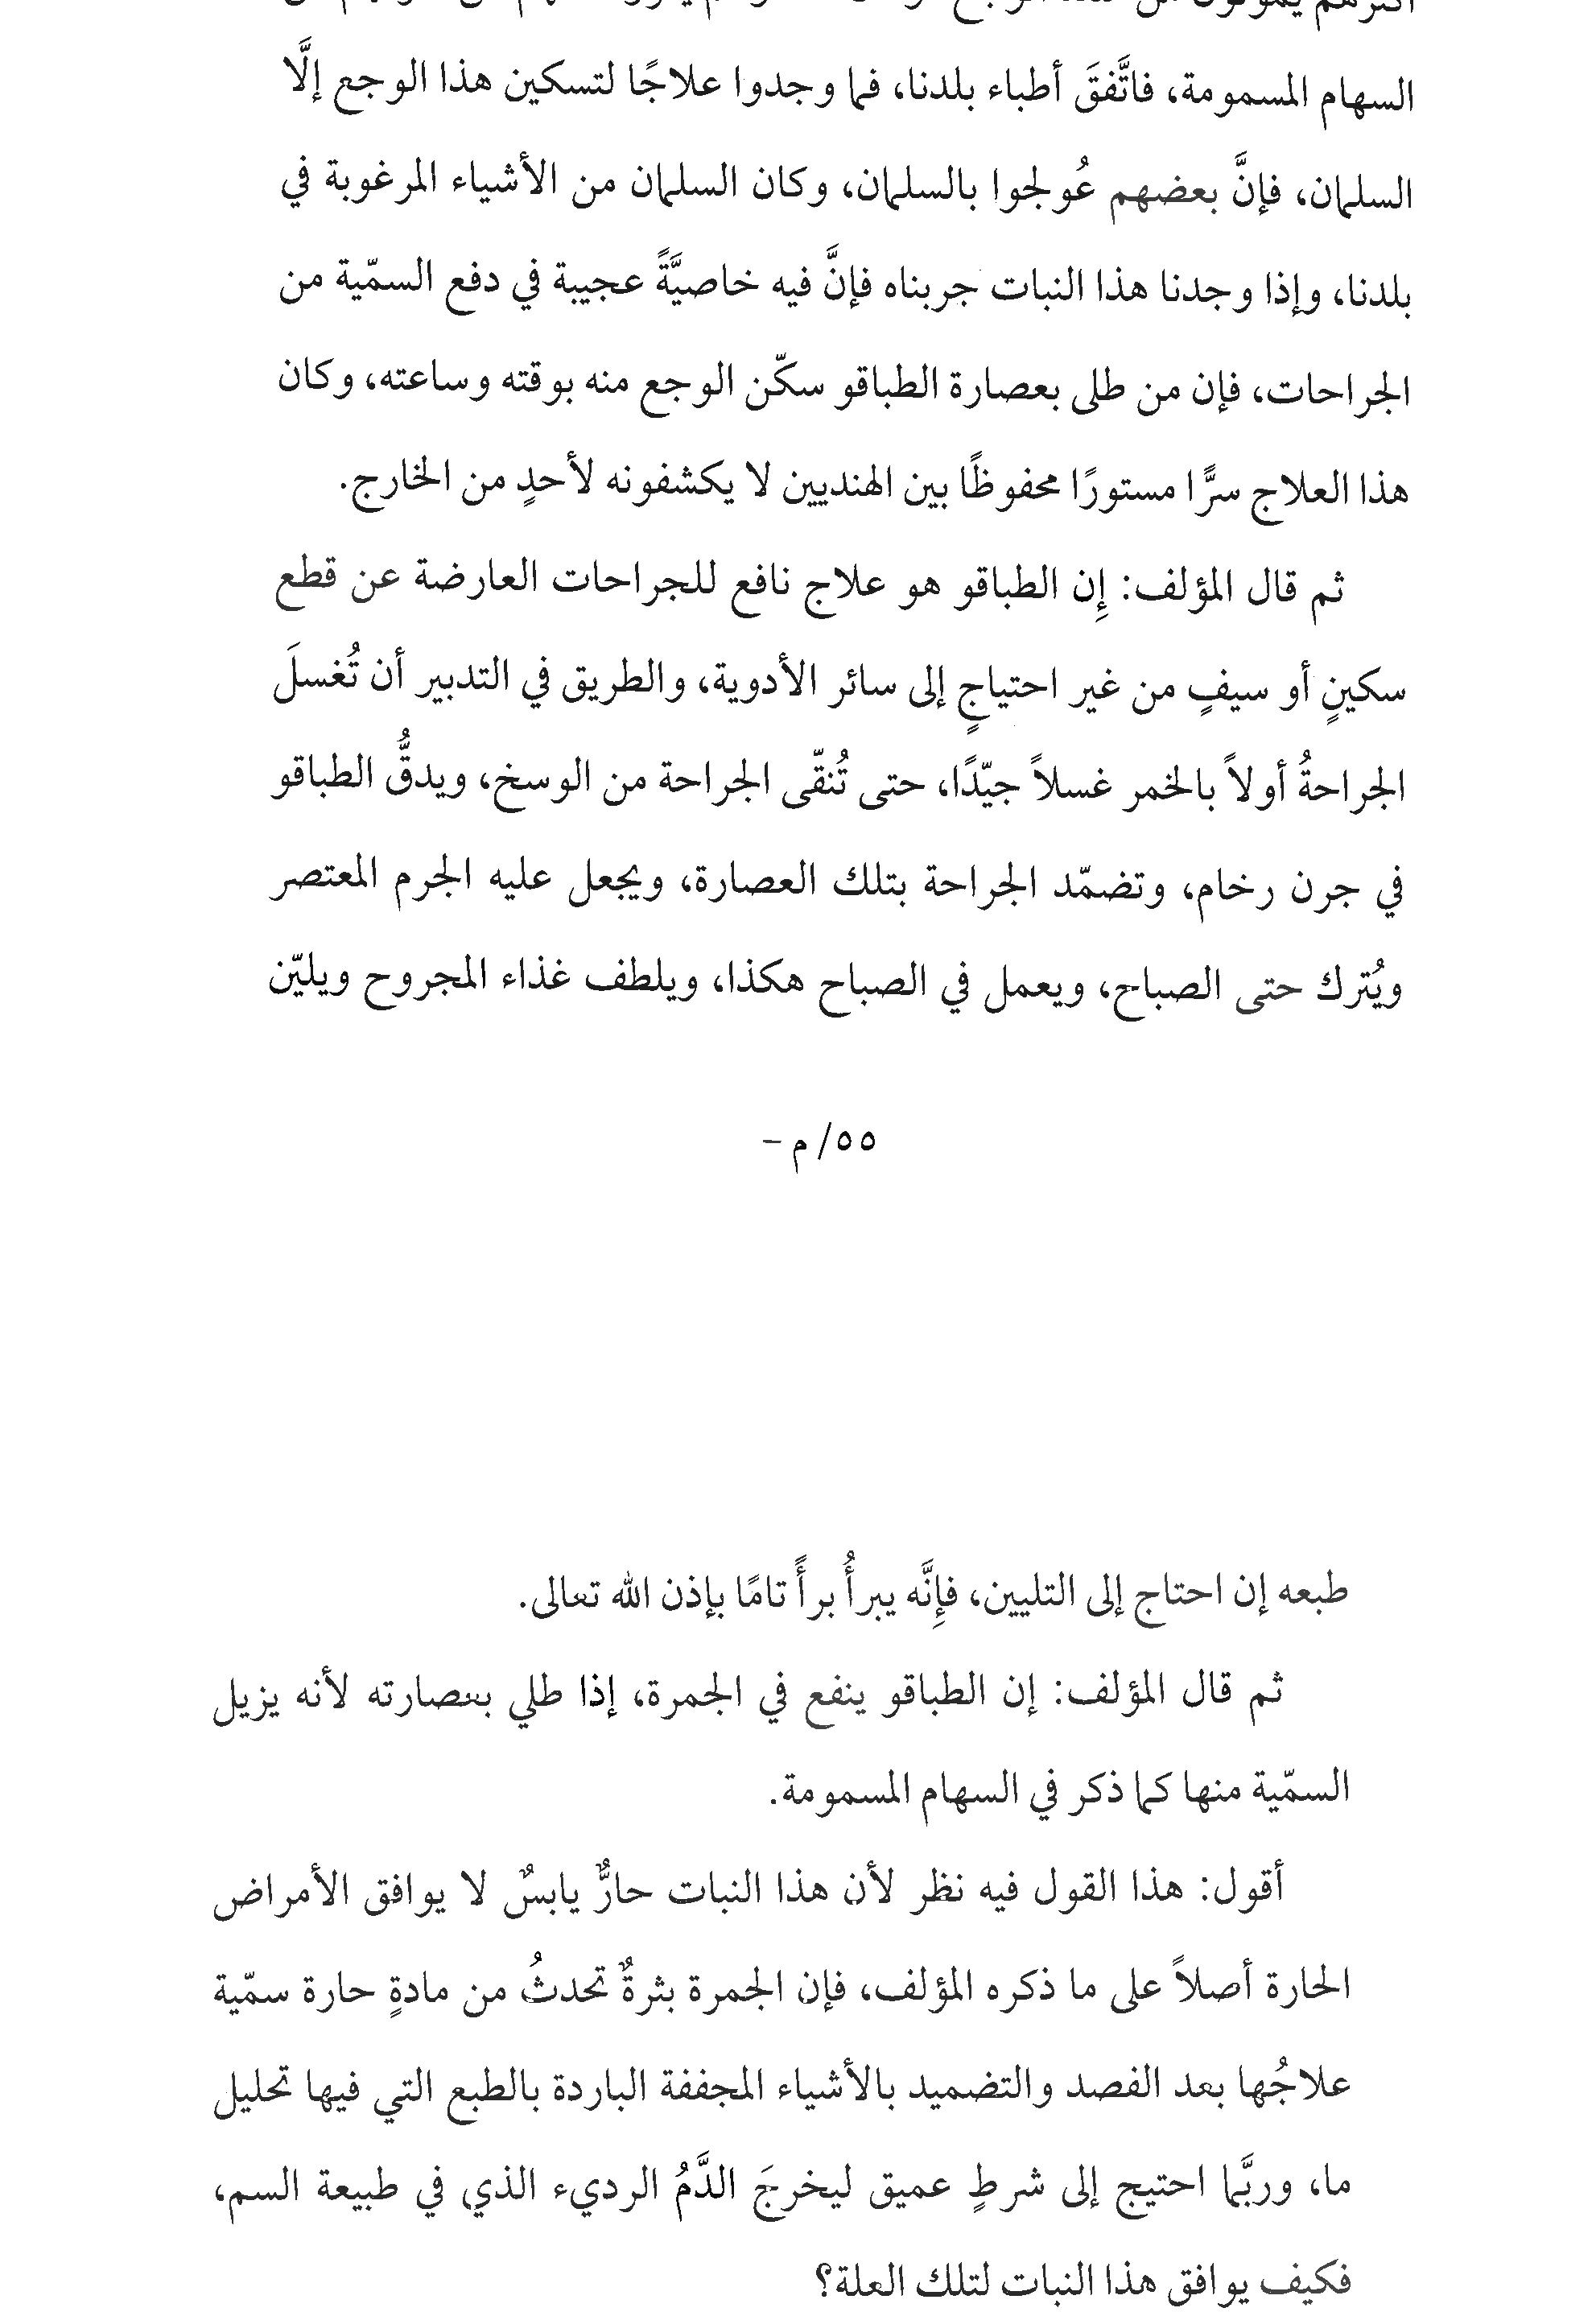 السهام المسمومة، فاتَّفقَ أطباء بلدنا، فما وجدوا علاجًا لتسكين هذا الوجع إلَّا
السلمان، فإنَّ بعضهم عُولجوا بالسلمان، وكان السلمان من الأشياء المرغوبة في
بلدنا، وإذا وجدنا هذا النبات جربناه فإنَّ فيه خاصيَّةً عجيبة في دفع السمّية من
الجراحات، فإن من طلى بعصارة الطباقو سكّن الوجع منه بوقته وساعته، وكان
هذا العلاج سرًّا مستورًا محفوظًا بين الهنديين لا يكشفونه لأحدٍ من الخارج.
ثم قال المؤلف: إِن الطباقو هو علاج نافع للجراحات العارضة عن قطع
سكينٍ أو سيفٍ من غير احتياجٍ إلى سائر الأدوية، والطريق في التدبير أن تُغسلَ
الجراحةُ أولاً بالخمر غسلاً جيّدًا، حتى تُنقّى الجراحة من الوسخ، ويدقُّ الطباقو
في جرن رخام، وتضمّد الجراحة بتلك العصارة، ويجعل عليه الجرم المعتصر
ويُترك حتى الصباح، ويعمل في الصباح هكذا، ويلطف غذاء المجروح ويليّن
٥٥/ م –
طبعه إن احتاج إلى التليين، فإِنَّه يبرأُ برأً تامًا بإذن الله تعالى.
ثم قال المؤلف: إن الطباقو ينفع في الجمرة، إذا طلي بعصارته لأنه يزيل
السمّية منها كما ذكر في السهام المسمومة.
أقول: هذا القول فيه نظر لأن هذا النبات حارٌّ يابسٌ لا يوافق الأمراض
الحارة أصلاً على ما ذكره المؤلف، فإن الجمرة بثرةٌ تحدثُ من مادةٍ حارة سمّية
علاجُها بعد الفصد والتضميد بالأشياء المجففة الباردة بالطبع التي فيها تحليل
ما، وربَّما احتيج إلى شرطٍ عميق ليخرجَ الدَّمُ الرديء الذي في طبيعة السم،
فكيف يوافق هذا النبات لتلك العلة؟